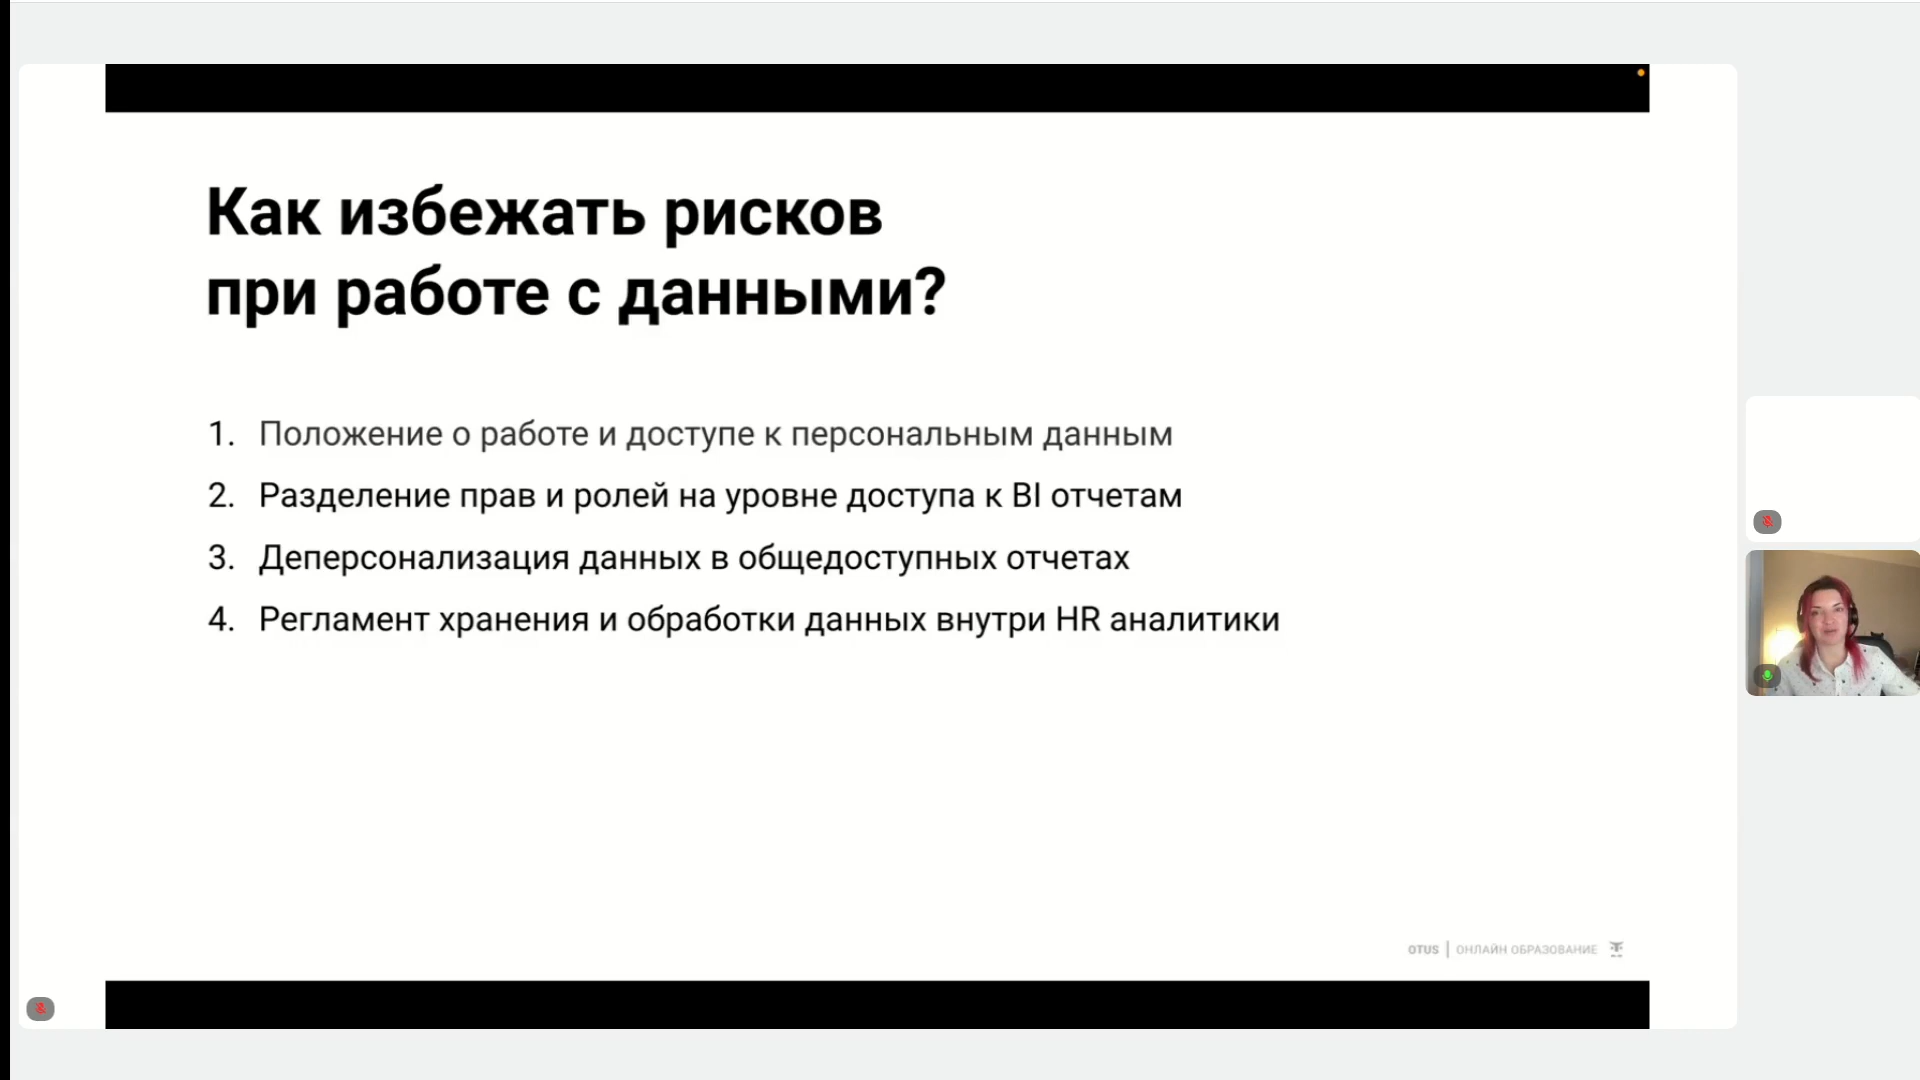 Как избежать рисков
при работе с данными?
1. Положение о работе и доступе к персональным данным
2. Разделение прав и ролей на уровне доступа к BI отчетам
3. Деперсонализация данных в общедоступных отчетах
4. Регламент хранения и обработки данных внутри HR аналитики
OTUS | ОНЛАЙН ОБРАЗОВАНИЕ